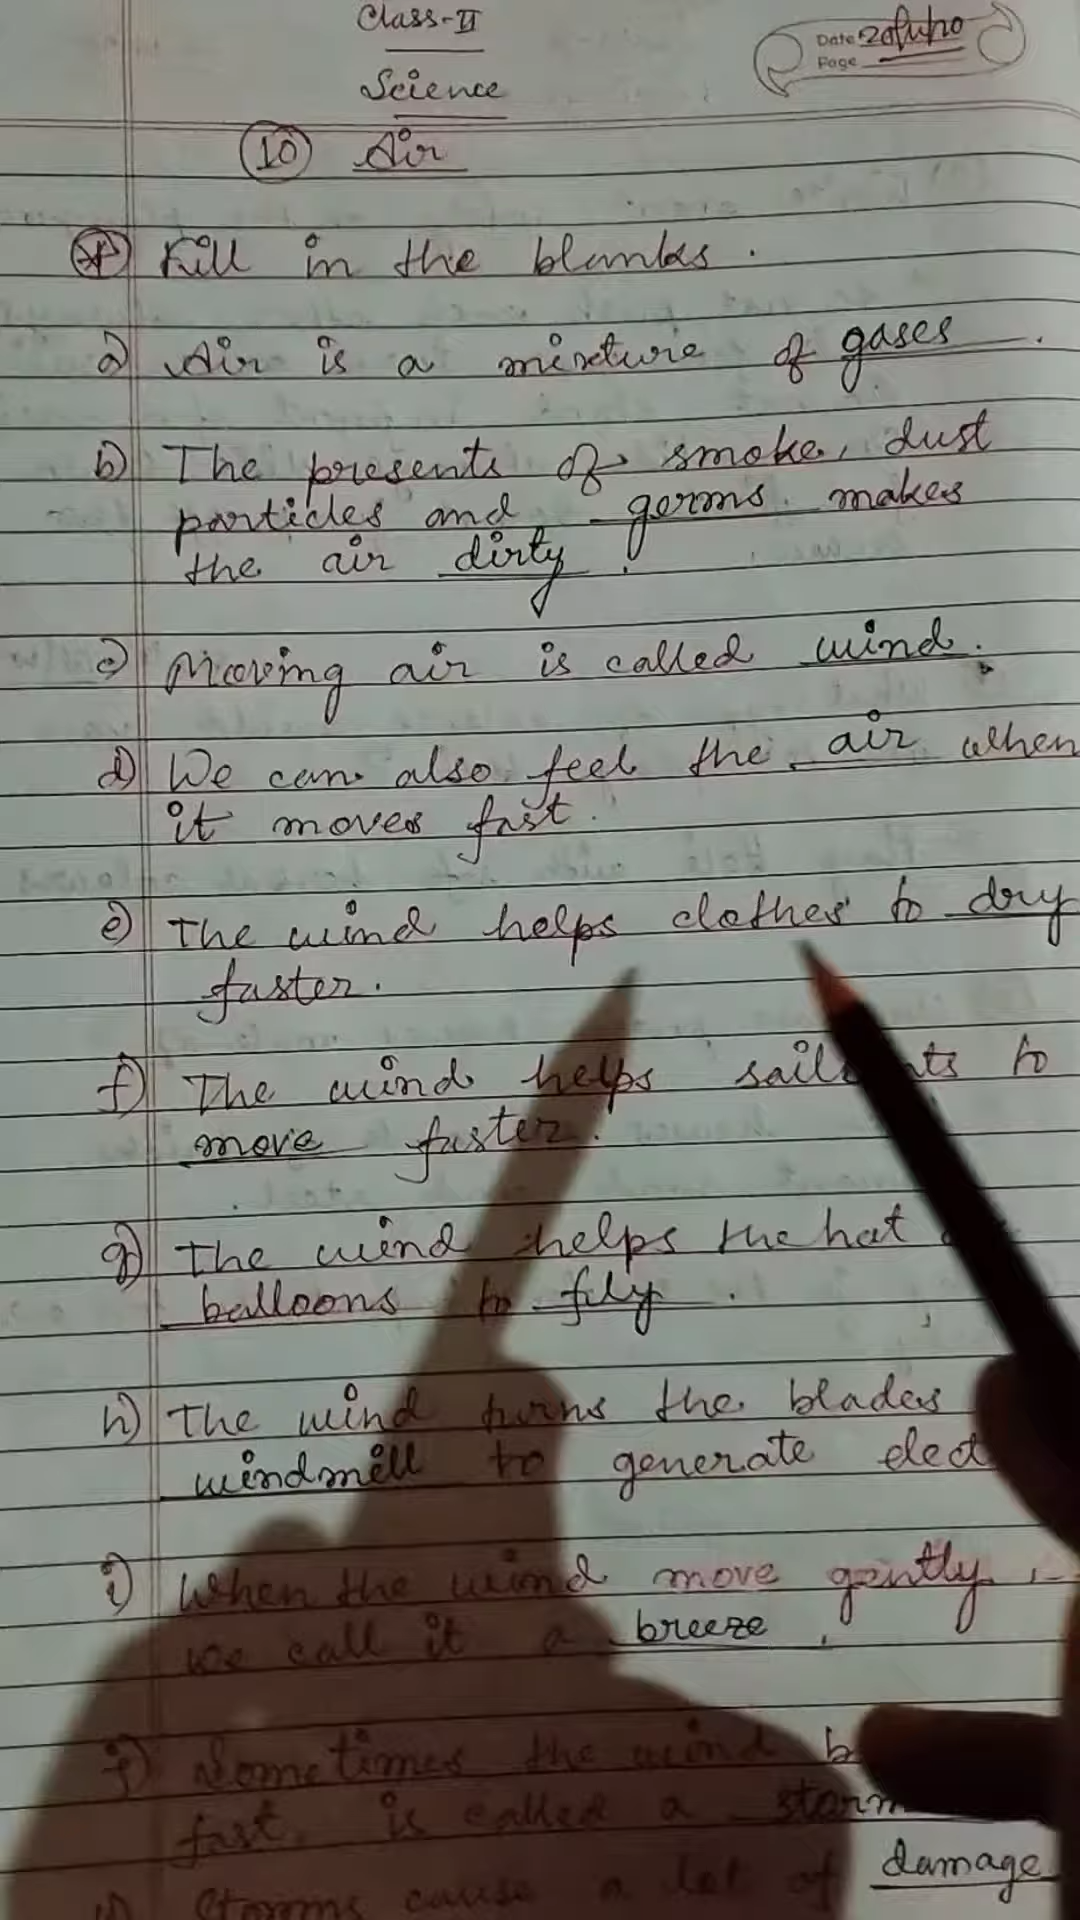 Class-II
Date
Page
Science
10 Air
Fill in the blanks.
a) Air is a mixture of gases.
b) The presents of smoke, dust
particles and germs makes
the air dirty.
c) Moving air is called wind.
d) We can also feel the air when
it moves fast.
e) The wind helps clothes to dry
faster.
f) The wind helps to
move faster.
g) The wind helps the hot
balloons to fly.
h) The wind turns the blades
windmill to generate
i) When the wind move gently,
we call it a breeze.
j) Sometimes the wind
fast, is called a storm
Storms cause a lot of damage